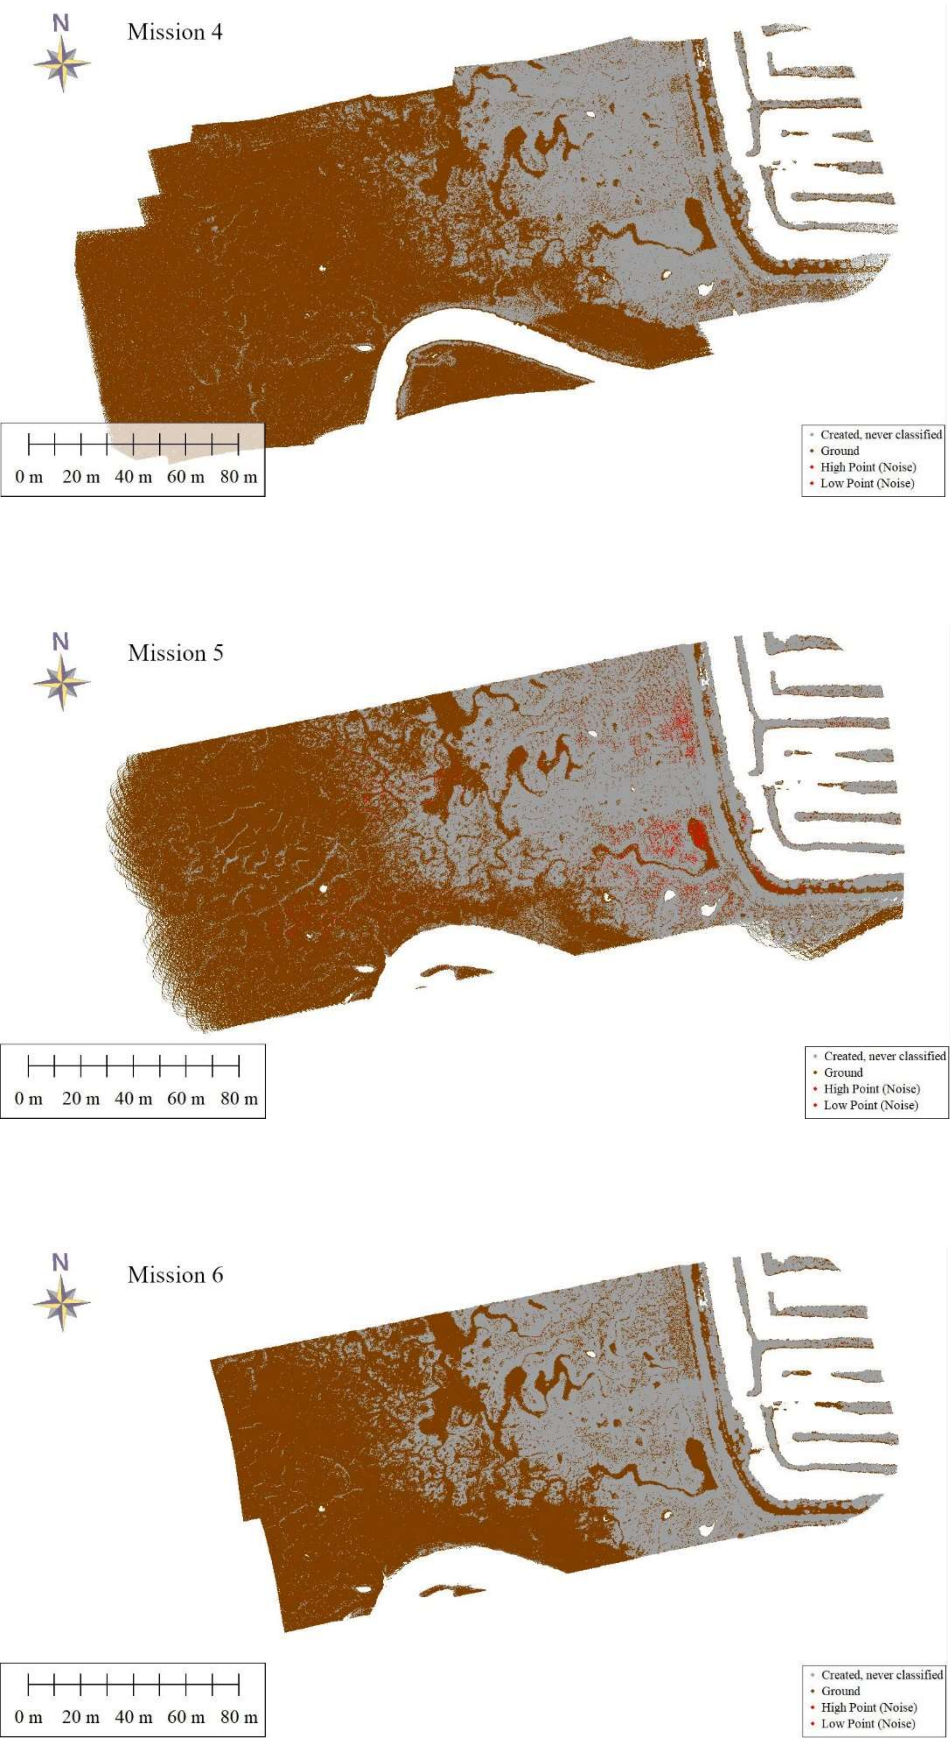 N
Mission 4
0 m 20 m 40 m 60 m 80 m
Created, never classified
Ground
High Point (Noise)
Low Point (Noise)
N
Mission 5
0 m 20 m 40 m 60 m 80 m
Created, never classified
Ground
High Point (Noise)
Low Point (Noise)
N
Mission 6
0 m 20 m 40 m 60 m 80 m
Created, never classified
Ground
High Point (Noise)
Low Point (Noise)